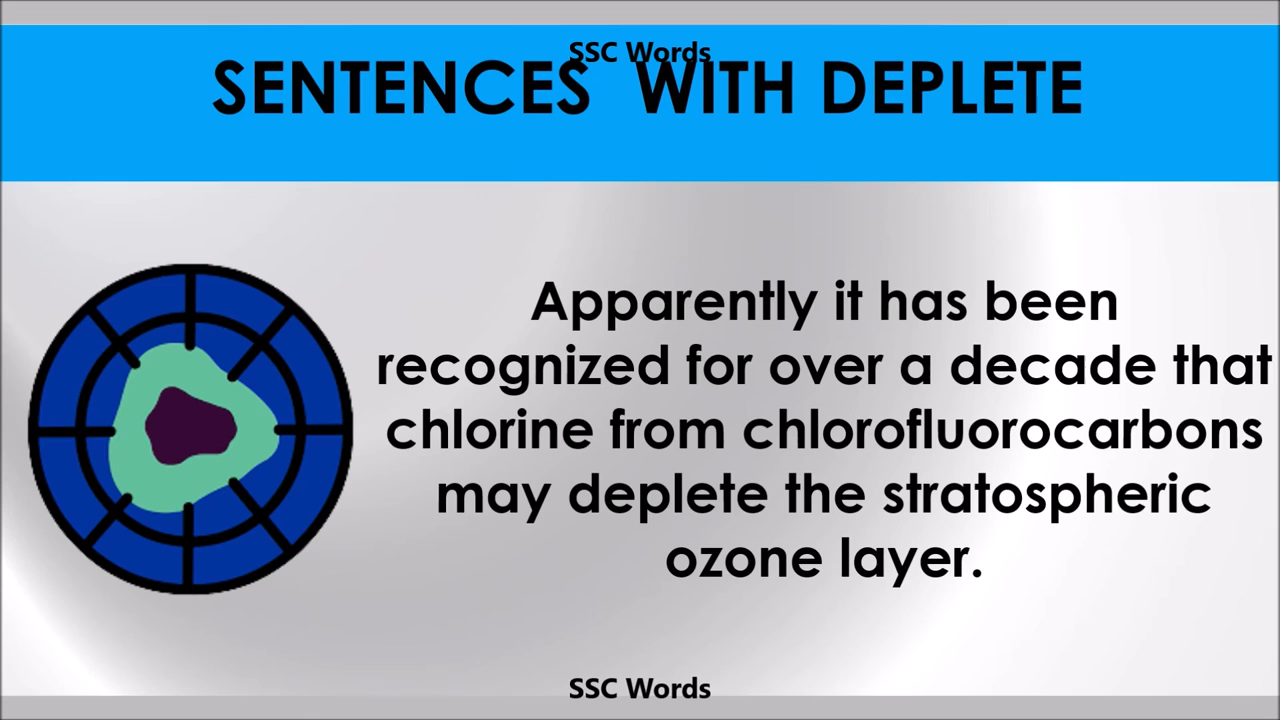 SSC Words
SENTENCES WITH DEPLETE
Apparently it has been
recognized for over a decade that
chlorine from chlorofluorocarbons
may deplete the stratospheric
ozone layer.
SSC Words